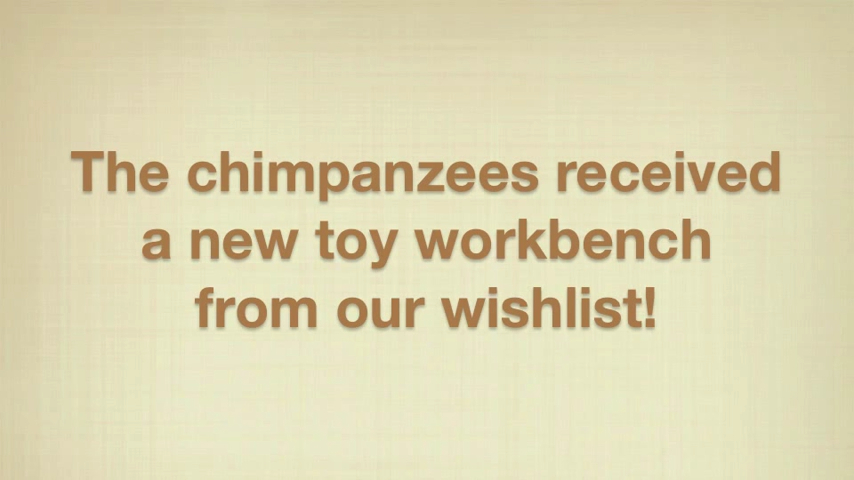 The chimpanzees received
a new toy workbench
from our wishlist!